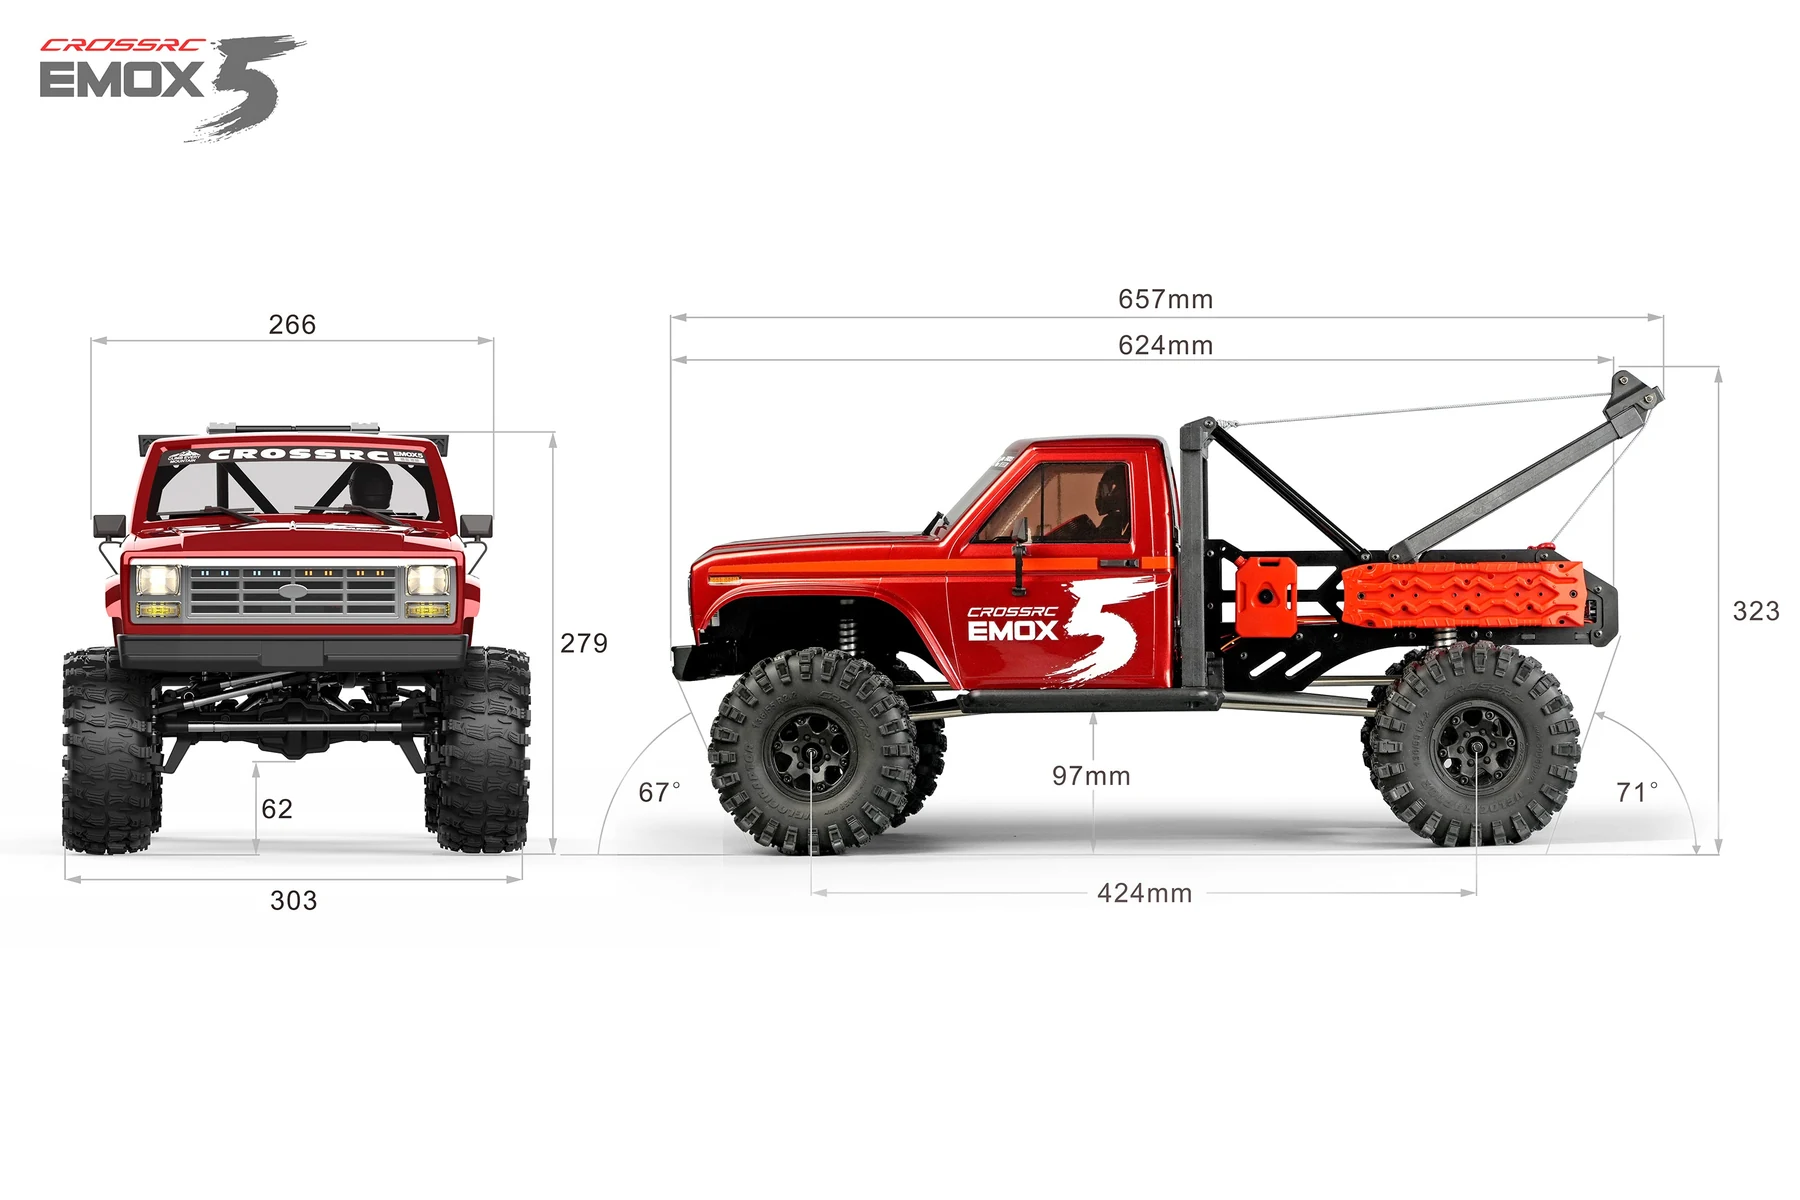 CROSSRC
EMOX 5
657mm
266
624mm
CROSSRC EMOX5
323
279
CROSSRC
EMOX 5
97mm
67°
71°
62
424mm
303